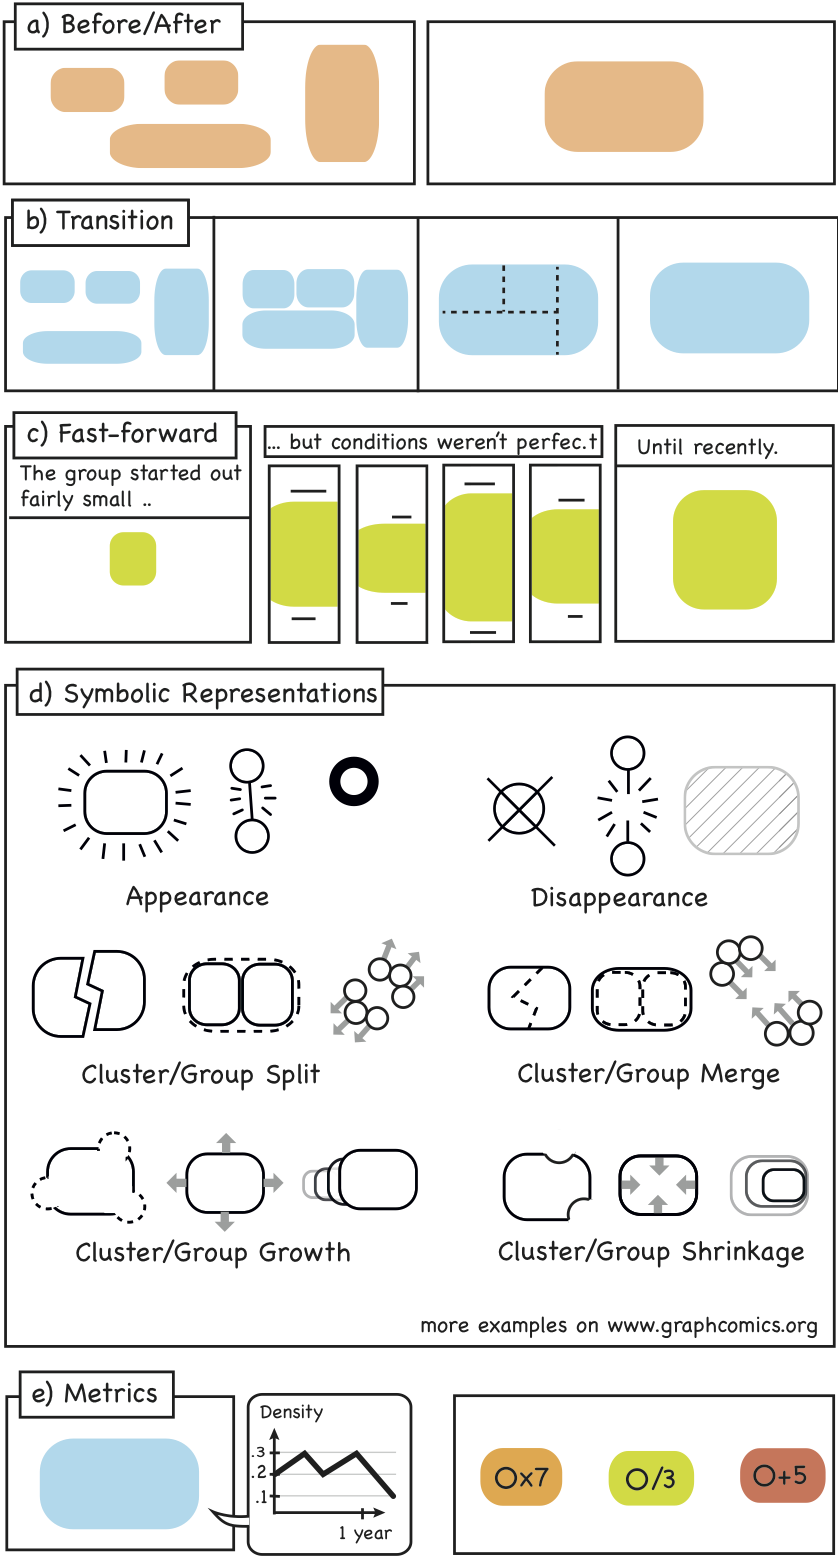 a) Before/After
b) Transition
c) Fast-forward
The group started out
fairly small ..
... but conditions weren't perfec.t
Until recently.
d) Symbolic Representations
Appearance
Disappearance
Cluster/Group Split
Cluster/Group Merge
Cluster/Group Growth
Cluster/Group Shrinkage
more examples on www.graphcomics.org
e) Metrics
Density
.3
.2
.1
1 year
Ox7
O/3
O+5